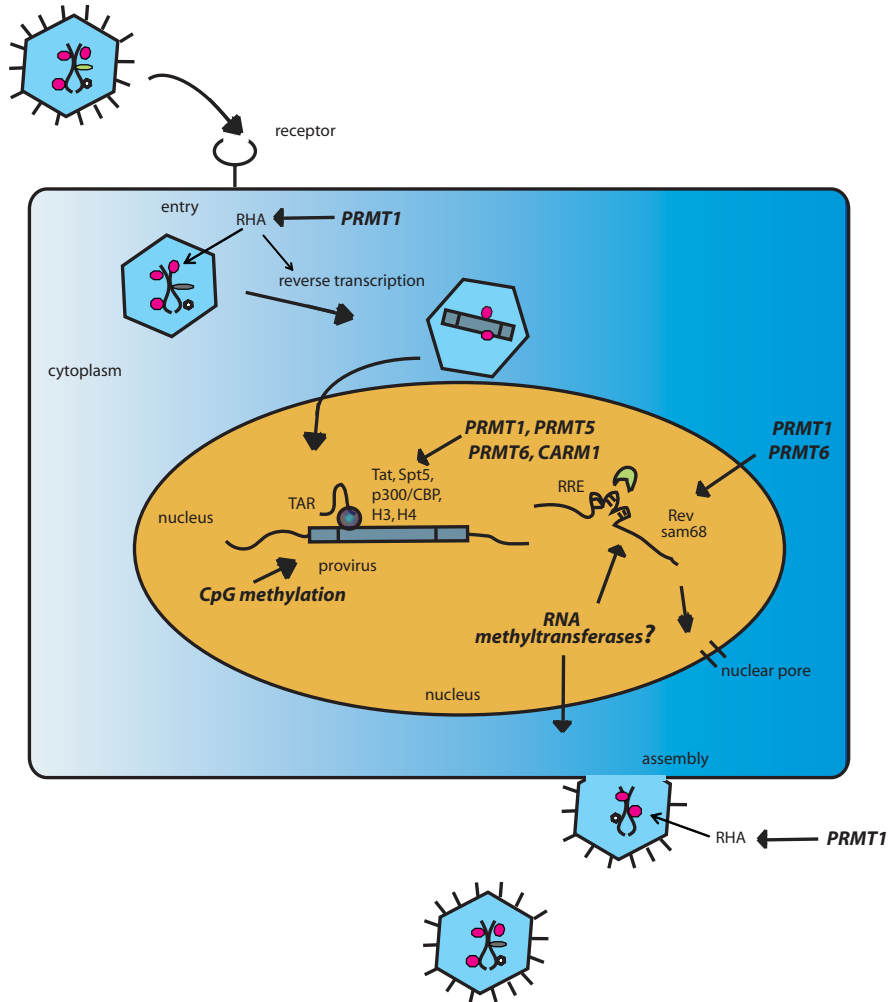 receptor
entry
RHA
PRMT1
reverse transcription
cytoplasm
PRMT1, PRMT5
PRMT6, CARM1
PRMT1
PRMT6
Tat, Spt5,
p300/CBP,
H3, H4
TAR
RRE
Rev
sam68
nucleus
provirus
CpG methylation
RNA
methyltransferases?
nuclear pore
nucleus
assembly
RHA
PRMT1